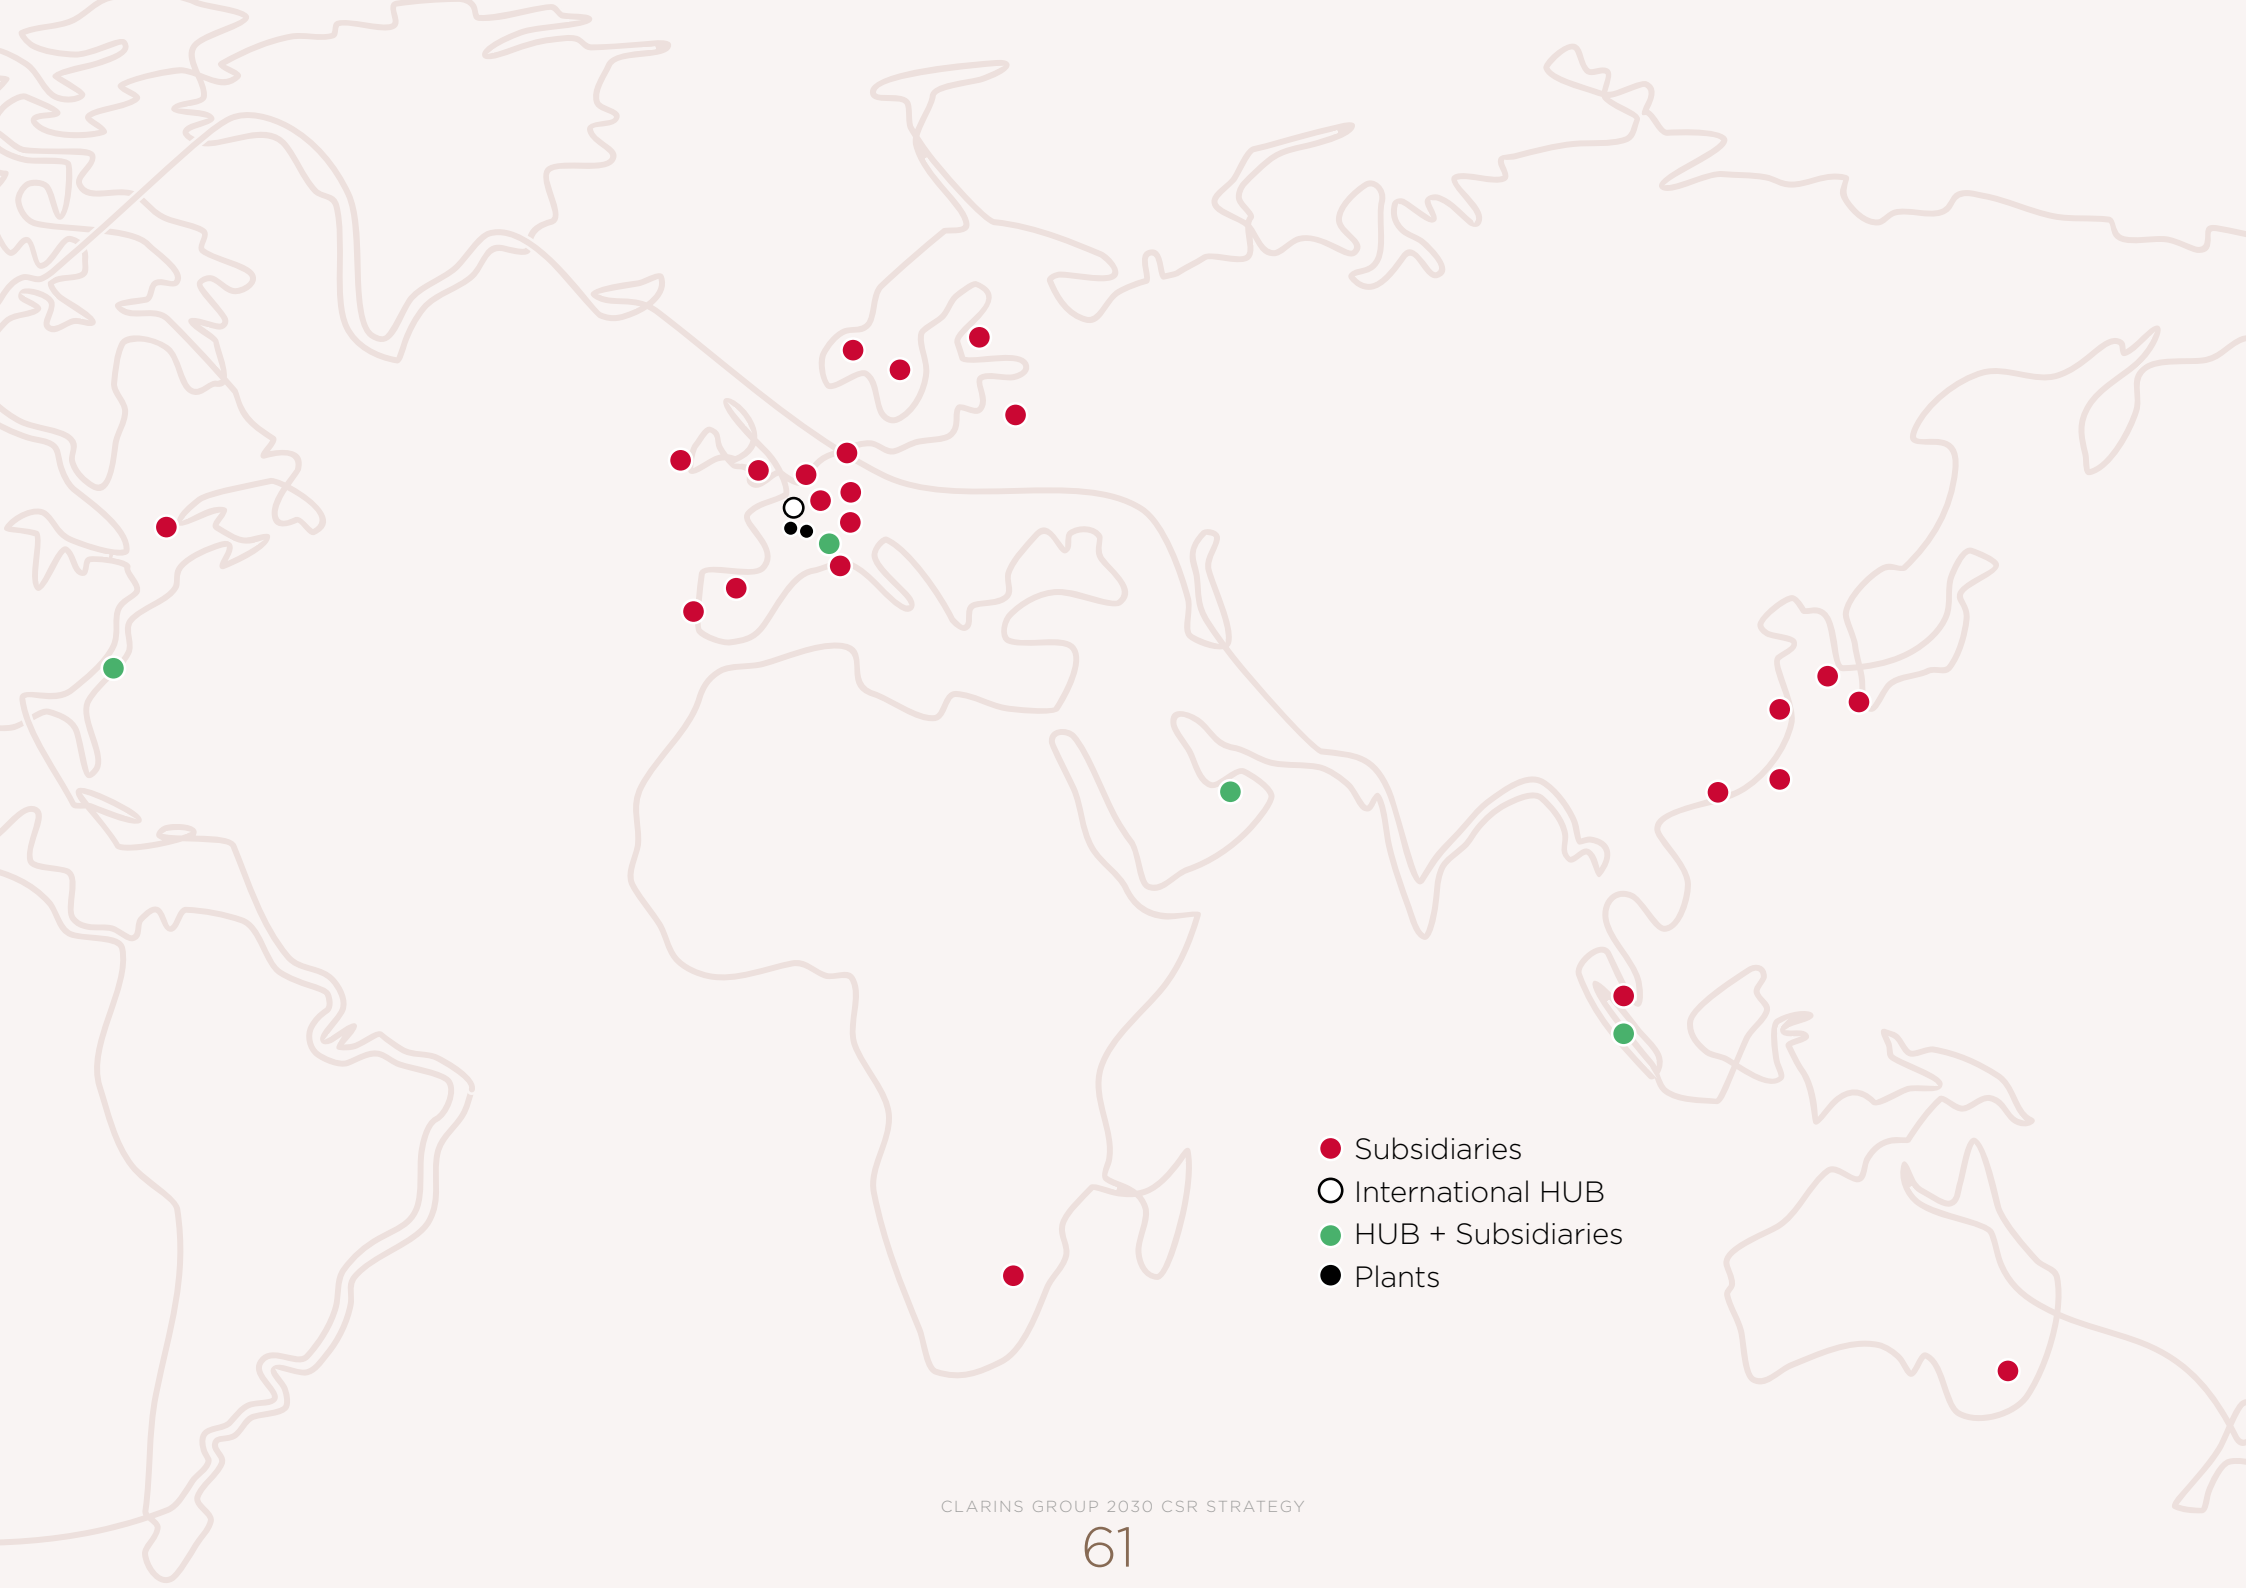 Subsidiaries
International HUB
HUB + Subsidiaries
Plants
CLARINS GROUP 2030 CSR STRATEGY
61